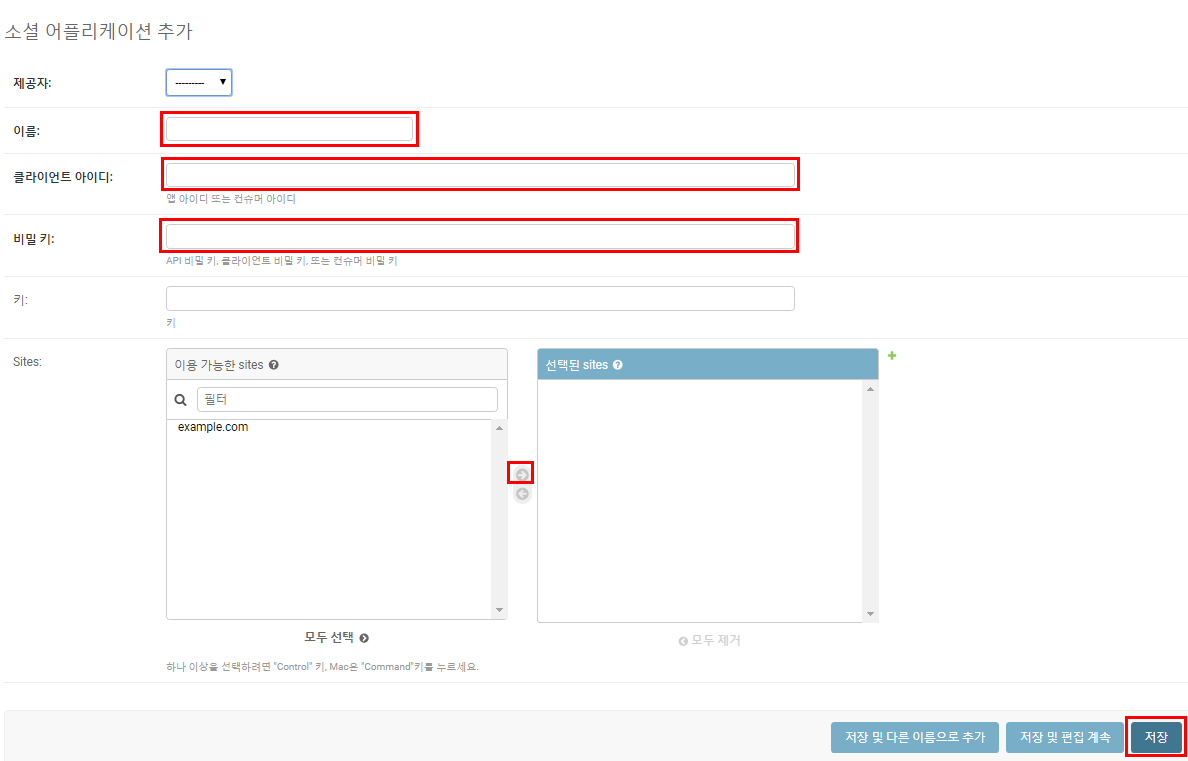 소셜 어플리케이션 추가
제공자:
---------
이름:
클라이언트 아이디:
앱 아이디 또는 컨슈머 아이디
비밀 키:
API 비밀 키, 클라이언트 비밀 키, 또는 컨슈머 비밀 키
키:
키
Sites:
이용 가능한 sites
필터
example.com
모두 선택
선택된 sites
모두 제거
하나 이상을 선택하려면 "Control" 키, Mac은 "Command"키를 누르세요.
저장 및 다른 이름으로 추가
저장 및 편집 계속
저장